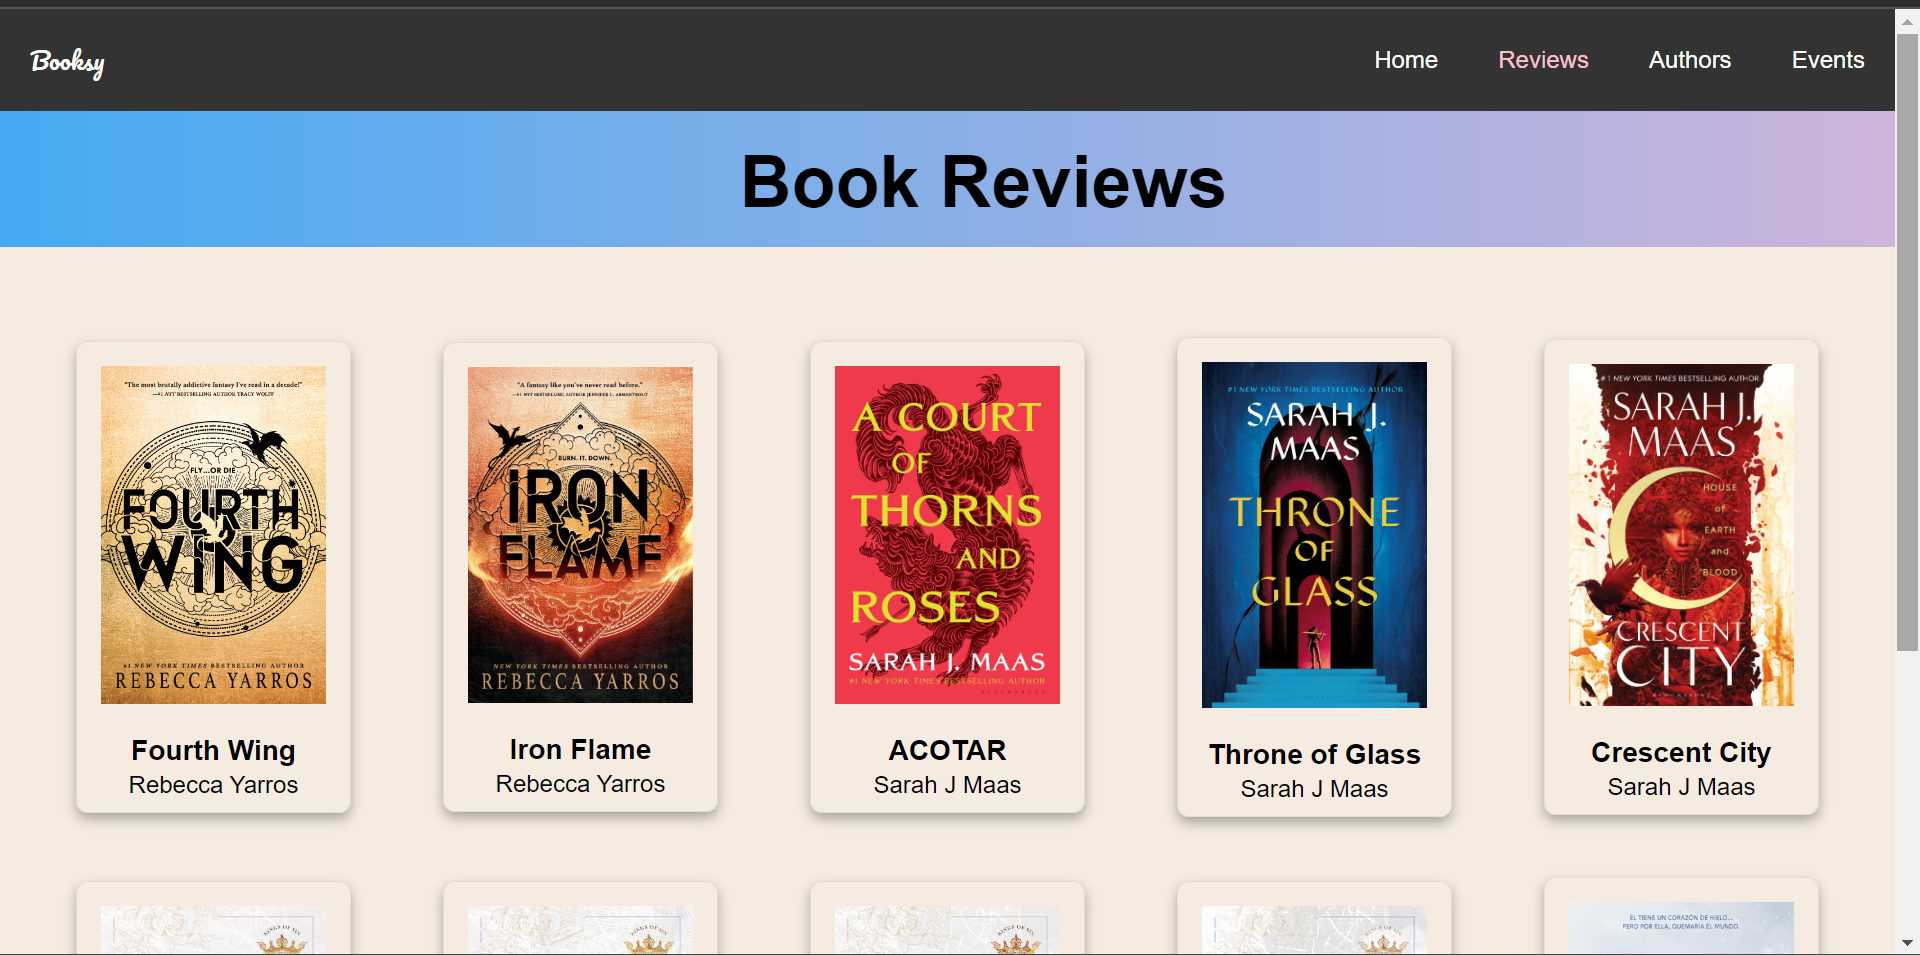 Booksy
Home
Reviews
Authors
Events
Book Reviews
"The most brutally addictive fantasy I've read in a decade!"
—#1 NYT BESTSELLING AUTHOR TRACY WOLFF
FLY...OR DIE
FOURTH
WING
#1 NEW YORK TIMES BESTSELLING AUTHOR
REBECCA YARROS
Fourth Wing
Rebecca Yarros
"A fantasy like you've never read before."
—#1 NYT BESTSELLING AUTHOR JENNIFER L. ARMENTROUT
BURN. IT. DOWN.
IRON
FLAME
NEW YORK TIMES BESTSELLING AUTHOR
REBECCA YARROS
Iron Flame
Rebecca Yarros
A COURT
OF
THORNS
AND
ROSES
SARAH J. MAAS
#1 NEW YORK TIMES BESTSELLING AUTHOR
BLOOMSBURY
ACOTAR
Sarah J Maas
#1 NEW YORK TIMES BESTSELLING AUTHOR
SARAH J.
MAAS
THRONE
OF
GLASS
Throne of Glass
Sarah J Maas
#1 NEW YORK TIMES BESTSELLING AUTHOR
SARAH J.
MAAS
HOUSE
of
EARTH
and
BLOOD
CRESCENT
CITY
BLOOMSBURY
Crescent City
Sarah J Maas
KINGS OF SIN
KINGS OF SIN
KINGS OF SIN
KINGS OF SIN
ÉL TIENE UN CORAZÓN DE HIELO...
PERO POR ELLA, QUEMARÍA EL MUNDO.